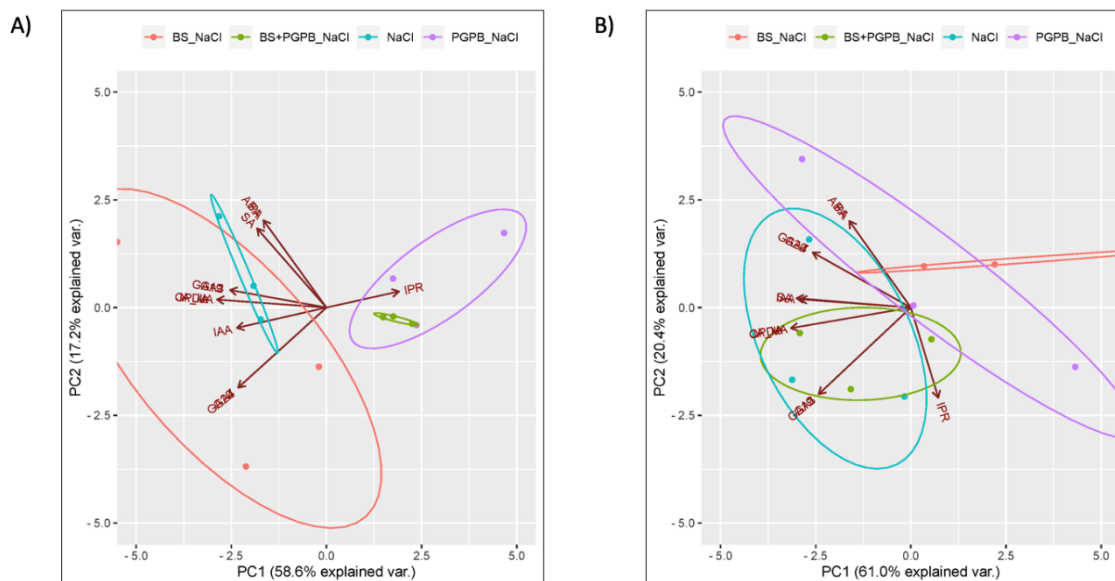 A)
BS_NaCl BS+PGPB_NaCl NaCl PGPB_NaCl
5.0
2.5
0.0
-2.5
-5.0
PC2 (17.2% explained var.)
SA
IPR
IAA
-5.0 -2.5 0.0 2.5 5.0
PC1 (58.6% explained var.)
B)
BS_NaCl BS+PGPB_NaCl NaCl PGPB_NaCl
5.0
2.5
0.0
-2.5
-5.0
PC2 (20.4% explained var.)
IPR
-5.0 -2.5 0.0 2.5 5.0
PC1 (61.0% explained var.)